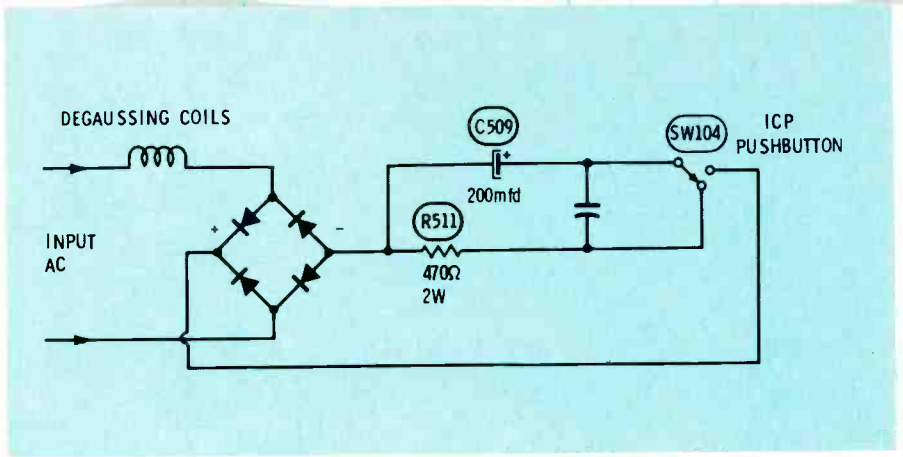 DEGAUSSING COILS
INPUT
AC
+
-
C509
+
200mfd
R511
470Ω
2W
SW104
ICP
PUSHBUTTON